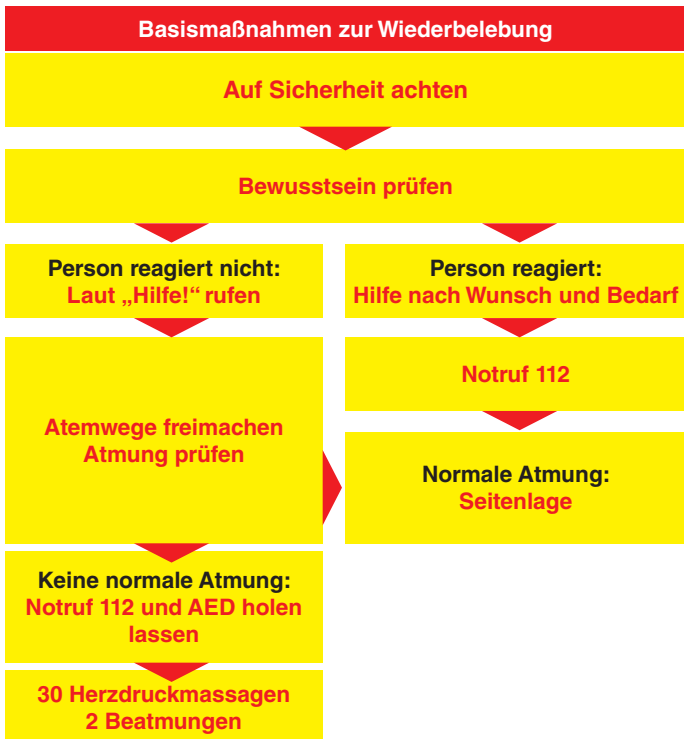 Basismaßnahmen zur Wiederbelebung
Auf Sicherheit achten
Bewusstsein prüfen
Person reagiert nicht:
Laut „Hilfe!“ rufen
Person reagiert:
Hilfe nach Wunsch und Bedarf
Atemwege freimachen
Atmung prüfen
Notruf 112
Normale Atmung:
Seitenlage
Keine normale Atmung:
Notruf 112 und AED holen
lassen
30 Herzdruckmassagen
2 Beatmungen